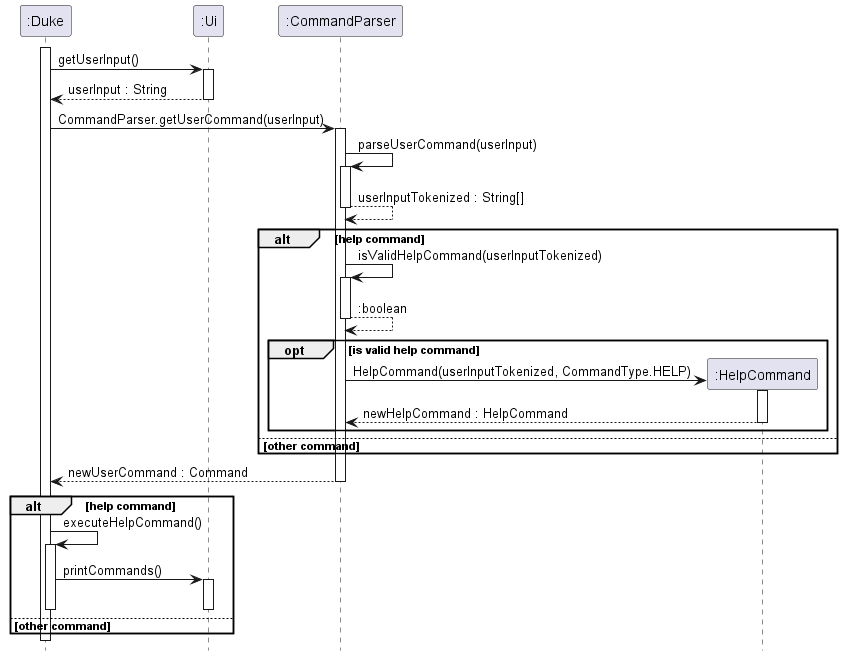 :Duke
:Ui
:CommandParser
getUserInput()
userInput : String
CommandParser.getUserCommand(userInput)
parseUserCommand(userInput)
userInputTokenized : String[]
alt [help command]
isValidHelpCommand(userInputTokenized)
:boolean
opt [is valid help command]
HelpCommand(userInputTokenized, CommandType.HELP)
:HelpCommand
newHelpCommand : HelpCommand
[other command]
newUserCommand : Command
alt [help command]
executeHelpCommand()
printCommands()
[other command]